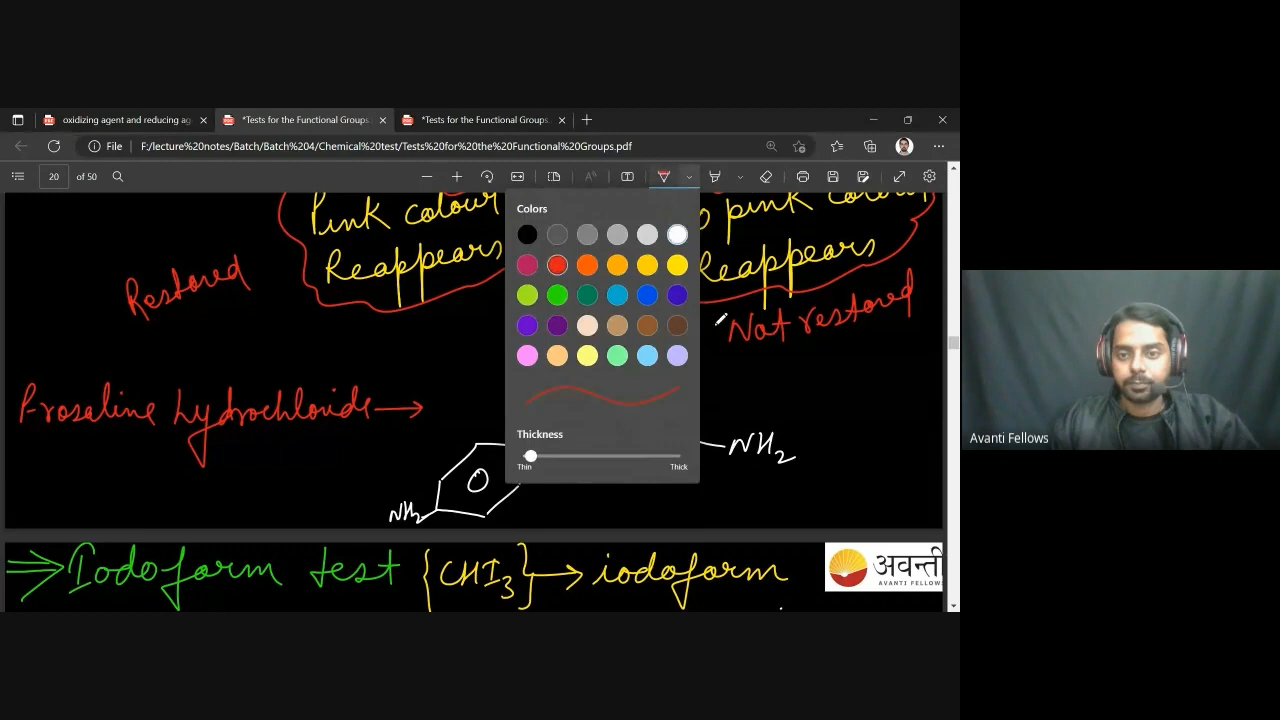 oxidizing agent and reducing ag
*Tests for the Functional Groups
*Tests for the Functional Groups.
File
F:/lecture%20notes/Batch/Batch%204/Chemical%20test/Tests%20for%20the%20Functional%20Groups.pdf
20 of 50
Pink colour
pink colour
Reappears
Reappears
Restored
Not restored
Colors
Thickness
Thin Thick
Prosaline hydrochloride →
NH2
NH2
⇒ Iodoform test {CHI3} → iodoform
अवन्ती
AVANTI FELLOWS
Avanti Fellows